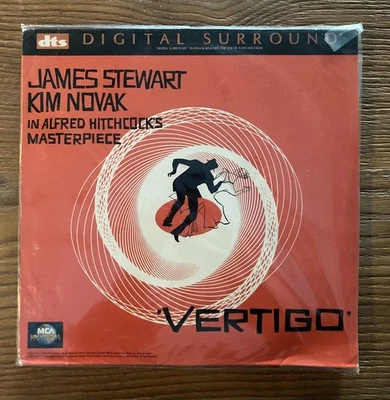 dts DIGITAL SURROUND
JAMES STEWART
KIM NOVAK
IN ALFRED HITCHCOCK'S
MASTERPIECE
'VERTIGO'
MCA
UNIVERSAL